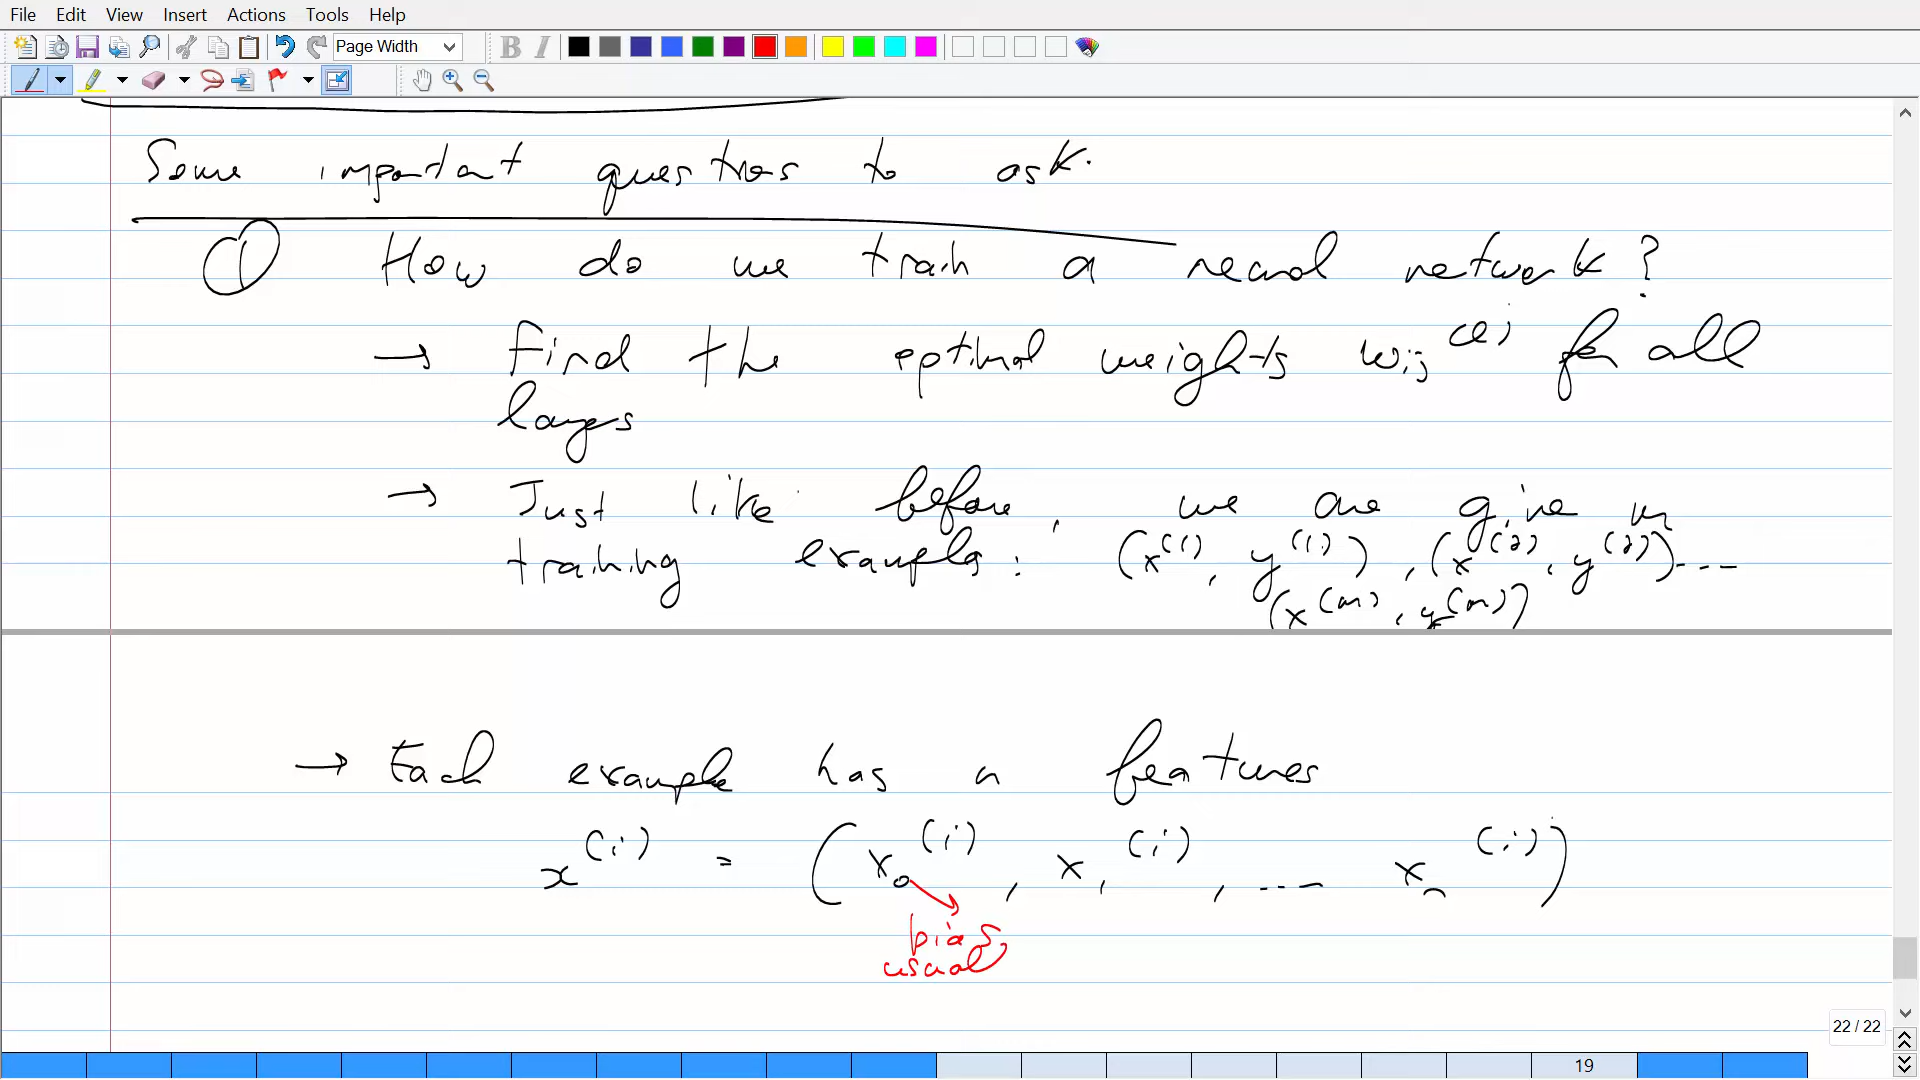 File Edit View Insert Actions Tools Help
Page Width
B I
Some important questions to ask.
① How do we train a neural network?
→ Find the optimal weights wij(l) for all
layers
→ Just like before, we are given m
training examples: (x^(1), y^(1)), (x^(2), y^(2))...
(x^(m), y^(m))
→ Each example has n features
x^(i) = (x₀^(i), x₁^(i), .... xₙ^(i))
bias,
usual
22 / 22
19